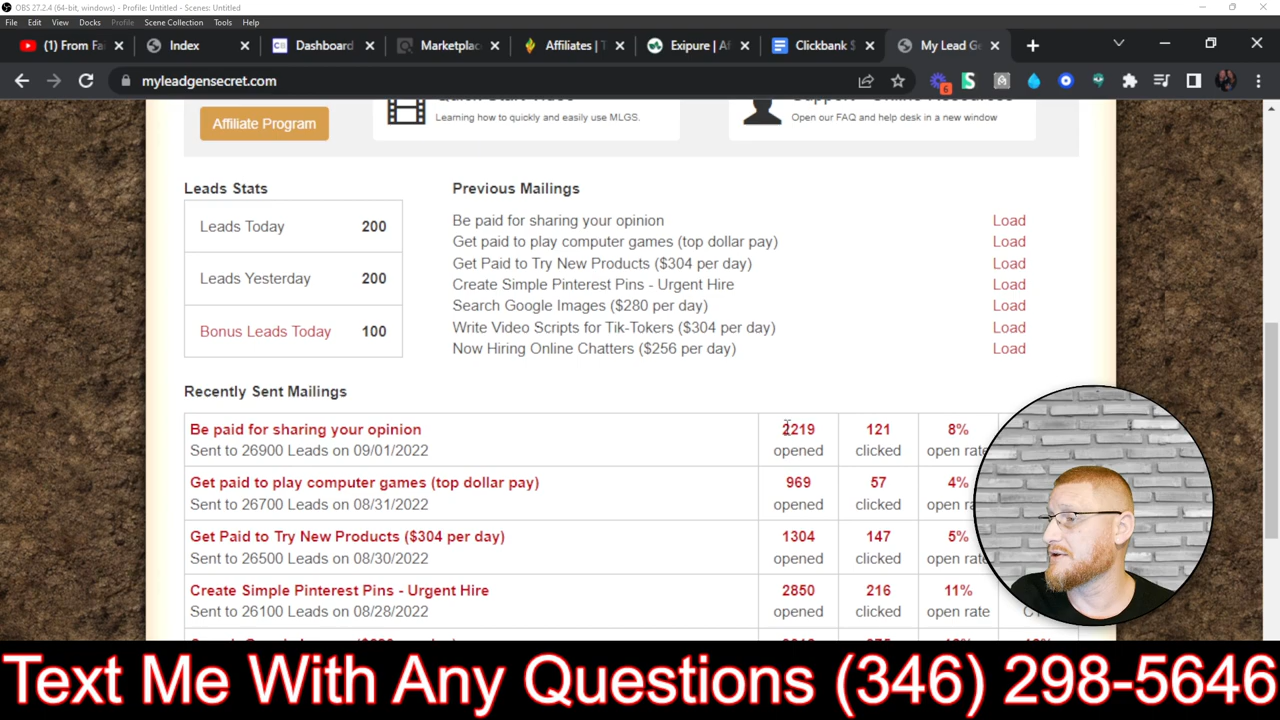 OBS 27.2.4 (64-bit, windows) - Profile: Untitled - Scenes: Untitled
File Edit View Docks Profile Scene Collection Tools Help
(1) From Fa Index Dashboard Marketplac Affiliates | T Exipure | Af Clickbank S My Lead G
myleadgensecret.com
6
Affiliate Program
Learning how to quickly and easily use MLGS.
Open our FAQ and help desk in a new window
Leads Stats
Leads Today 200
Leads Yesterday 200
Bonus Leads Today 100
Previous Mailings
Be paid for sharing your opinion Load
Get paid to play computer games (top dollar pay) Load
Get Paid to Try New Products ($304 per day) Load
Create Simple Pinterest Pins - Urgent Hire Load
Search Google Images ($280 per day) Load
Write Video Scripts for Tik-Tokers ($304 per day) Load
Now Hiring Online Chatters ($256 per day) Load
Recently Sent Mailings
Be paid for sharing your opinion 2219 121 8%
Sent to 26900 Leads on 09/01/2022 opened clicked open rate
Get paid to play computer games (top dollar pay) 969 57 4%
Sent to 26700 Leads on 08/31/2022 opened clicked open ra
Get Paid to Try New Products ($304 per day) 1304 147 5%
Sent to 26500 Leads on 08/30/2022 opened clicked open ra
Create Simple Pinterest Pins - Urgent Hire 2850 216 11%
Sent to 26100 Leads on 08/28/2022 opened clicked open rate
Text Me With Any Questions (346) 298-5646